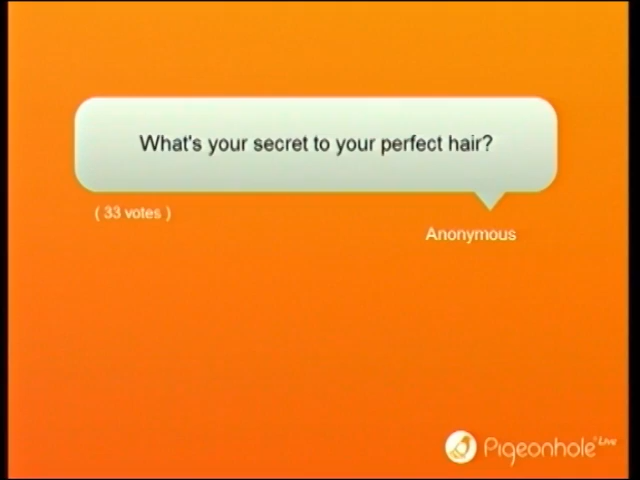 What's your secret to your perfect hair?
( 33 votes )
Anonymous
Pigeonhole Live